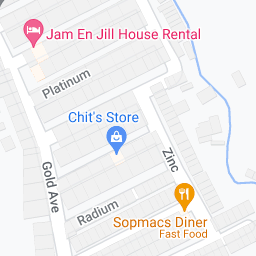 Jam En Jill House Rental
Platinum
Chit's Store
Zinc
Gold Ave
Radium
Sopmacs Diner
Fast Food